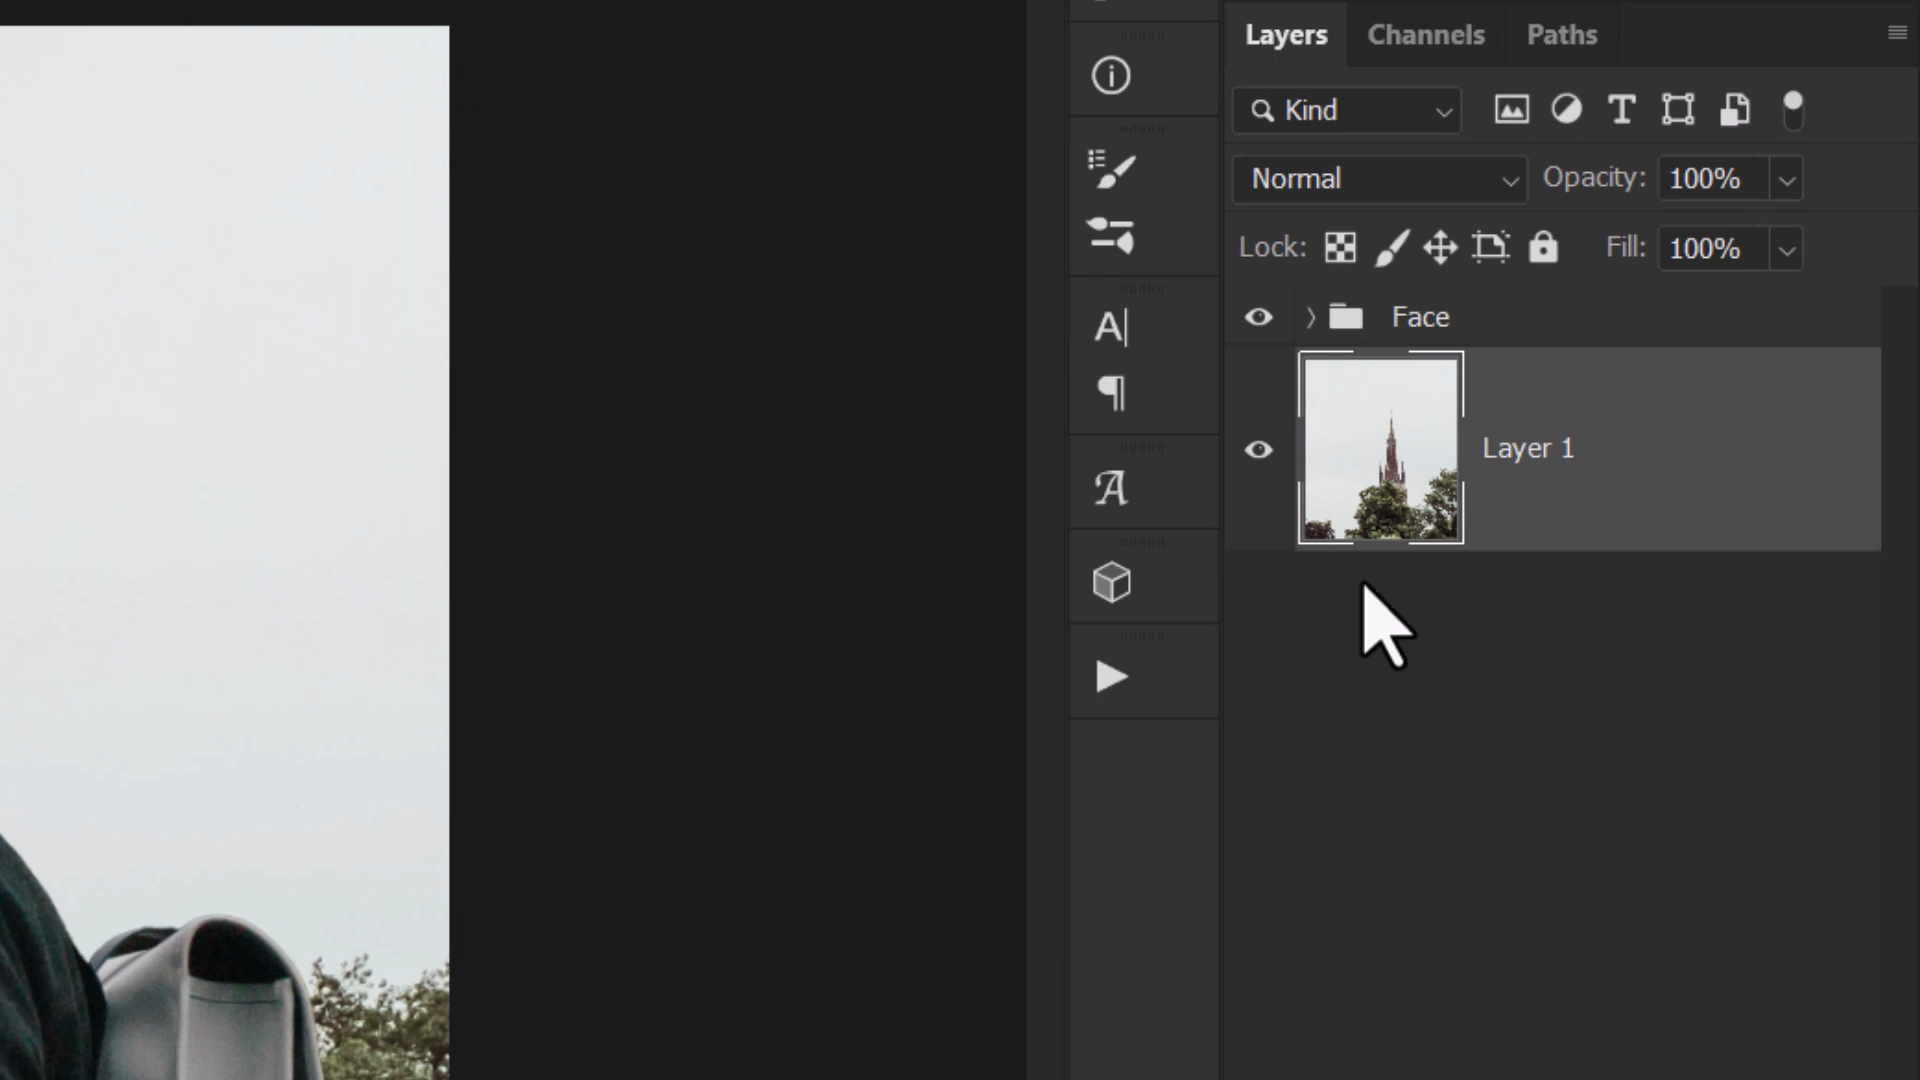 Layers Channels Paths
Kind
Normal Opacity: 100%
Lock: Fill: 100%
Face
Layer 1